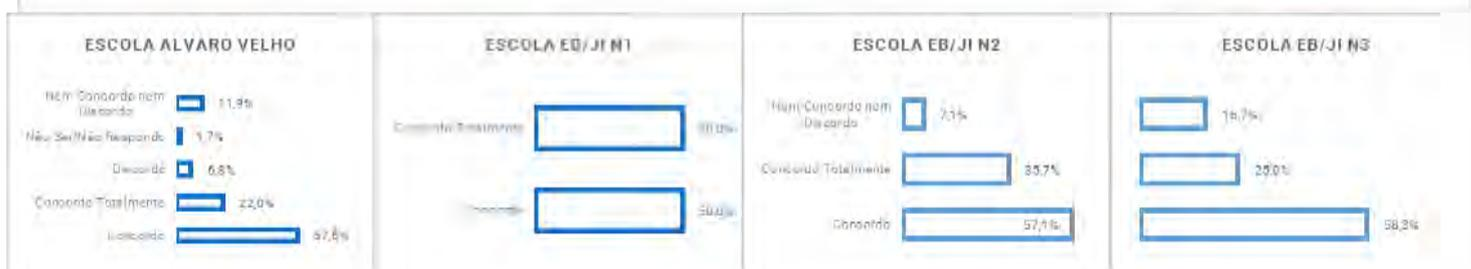 ESCOLA ALVARO VELHO
Nem Concordo nem
Discordo
11,9%
Não Sei/Não Respondo
1,7%
Discordo
6,8%
Concordo Totalmente
22,0%
Concordo
57,6%
ESCOLA EB/JI N1
Concordo Totalmente
50,0%
Concordo
50,0%
ESCOLA EB/JI N2
Nem Concordo nem
Discordo
7,1%
Concordo Totalmente
35,7%
Concordo
57,1%
ESCOLA EB/JI N3
16,7%
25,0%
58,3%